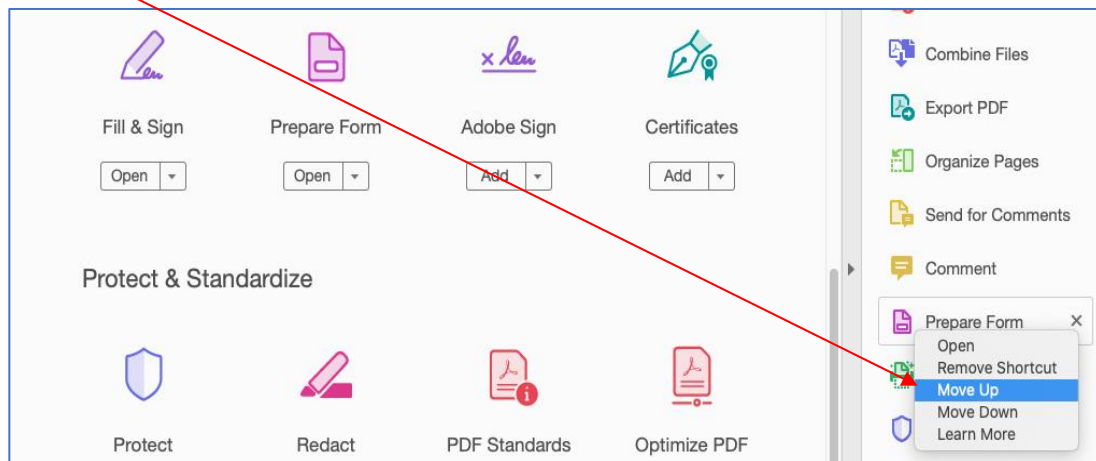 Fill & Sign Prepare Form Adobe Sign Certificates
Open Open Add Add
Protect & Standardize
Protect Redact PDF Standards Optimize PDF
Combine Files
Export PDF
Organize Pages
Send for Comments
Comment
Prepare Form
Open
Remove Shortcut
Move Up
Move Down
Learn More